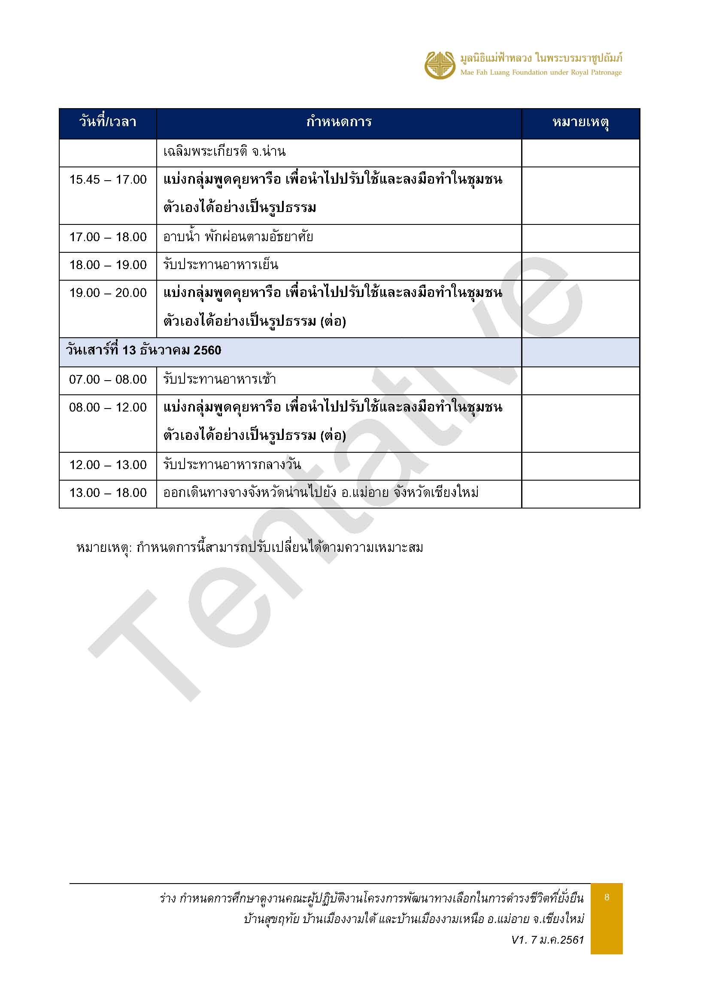 มูลนิธิแม่ฟ้าหลวง ในพระบรมราชูปถัมภ์
Mae Fah Luang Foundation under Royal Patronage
วันที่/เวลา กำหนดการ หมายเหตุ
เฉลิมพระเกียรติ จ.น่าน
15.45 – 17.00 แบ่งกลุ่มพูดคุยหารือ เพื่อนำไปปรับใช้และลงมือทำในชุมชน
ตัวเองได้อย่างเป็นรูปธรรม
17.00 – 18.00 อาบน้ำ พักผ่อนตามอัธยาศัย
18.00 – 19.00 รับประทานอาหารเย็น
19.00 – 20.00 แบ่งกลุ่มพูดคุยหารือ เพื่อนำไปปรับใช้และลงมือทำในชุมชน
ตัวเองได้อย่างเป็นรูปธรรม (ต่อ)
วันเสาร์ที่ 13 ธันวาคม 2560
07.00 – 08.00 รับประทานอาหารเช้า
08.00 – 12.00 แบ่งกลุ่มพูดคุยหารือ เพื่อนำไปปรับใช้และลงมือทำในชุมชน
ตัวเองได้อย่างเป็นรูปธรรม (ต่อ)
12.00 – 13.00 รับประทานอาหารกลางวัน
13.00 – 18.00 ออกเดินทางจางจังหวัดน่านไปยัง อ.แม่อาย จังหวัดเชียงใหม่
หมายเหตุ: กำหนดการนี้สามารถปรับเปลี่ยนได้ตามความเหมาะสม
Tentative
ร่าง กำหนดการศึกษาดูงานคณะผู้ปฏิบัติงานโครงการพัฒนาทางเลือกในการดำรงชีวิตที่ยั่งยืน 8
บ้านสุขฤทัย บ้านเมืองงามใต้ และบ้านเมืองงามเหนือ อ.แม่อาย จ.เชียงใหม่
V1. 7 ม.ค.2561